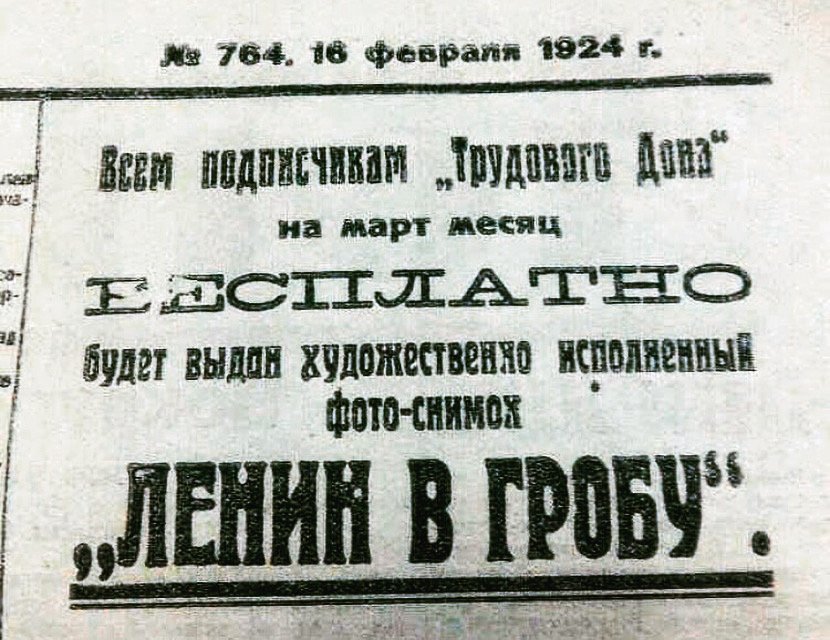 № 764. 16 февраля 1924 г.
Всем подписчикам „Трудового Дона“
на март месяц
БЕСПЛАТНО
будет выдан художественно исполненный
фото-снимок
„ЛЕНИН В ГРОБУ“.